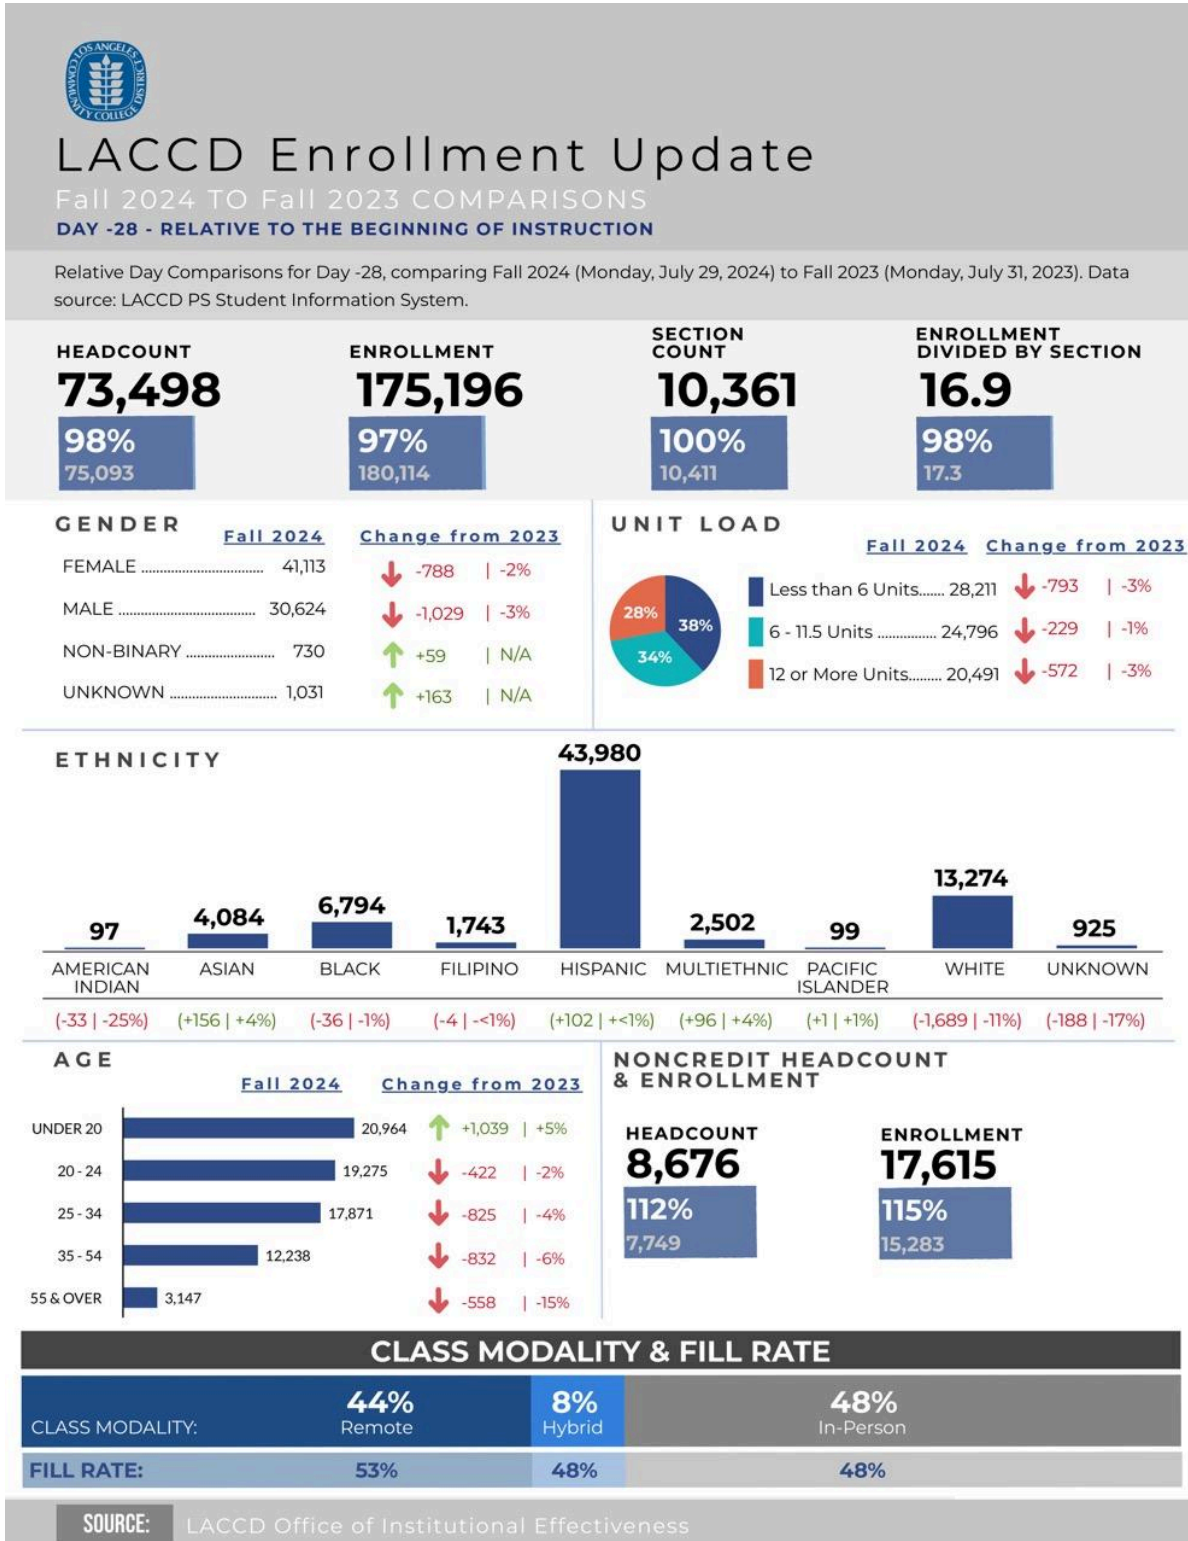 LOS ANGELES
COMMUNITY COLLEGE DISTRICT
LACCD Enrollment Update
Fall 2024 TO Fall 2023 COMPARISONS
DAY -28 - RELATIVE TO THE BEGINNING OF INSTRUCTION
Relative Day Comparisons for Day -28, comparing Fall 2024 (Monday, July 29, 2024) to Fall 2023 (Monday, July 31, 2023). Data
source: LACCD PS Student Information System.
HEADCOUNT
73,498
98%
75,093
ENROLLMENT
175,196
97%
180,114
SECTION
COUNT
10,361
100%
10,411
ENROLLMENT
DIVIDED BY SECTION
16.9
98%
17.3
GENDER
Fall 2024 Change from 2023
FEMALE ................................ 41,113 -788 | -2%
MALE ................................... 30,624 -1,029 | -3%
NON-BINARY ....................... 730 +59 | N/A
UNKNOWN ............................ 1,031 +163 | N/A
UNIT LOAD
Fall 2024 Change from 2023
28% 38%
34%
Less than 6 Units....... 28,211 -793 | -3%
6 - 11.5 Units ................ 24,796 -229 | -1%
12 or More Units......... 20,491 -572 | -3%
ETHNICITY
97 4,084 6,794 1,743 43,980 2,502 99 13,274 925
AMERICAN INDIAN ASIAN BLACK FILIPINO HISPANIC MULTIETHNIC PACIFIC ISLANDER WHITE UNKNOWN
(-33 | -25%) (+156 | +4%) (-36 | -1%) (-4 | -<1%) (+102 | +<1%) (+96 | +4%) (+1 | +1%) (-1,689 | -11%) (-188 | -17%)
AGE
Fall 2024 Change from 2023
UNDER 20 20,964 +1,039 | +5%
20 - 24 19,275 -422 | -2%
25 - 34 17,871 -825 | -4%
35 - 54 12,238 -832 | -6%
55 & OVER 3,147 -558 | -15%
NONCREDIT HEADCOUNT
& ENROLLMENT
HEADCOUNT
8,676
112%
7,749
ENROLLMENT
17,615
115%
15,283
CLASS MODALITY & FILL RATE
CLASS MODALITY: 44% Remote 8% Hybrid 48% In-Person
FILL RATE: 53% 48% 48%
SOURCE: LACCD Office of Institutional Effectiveness